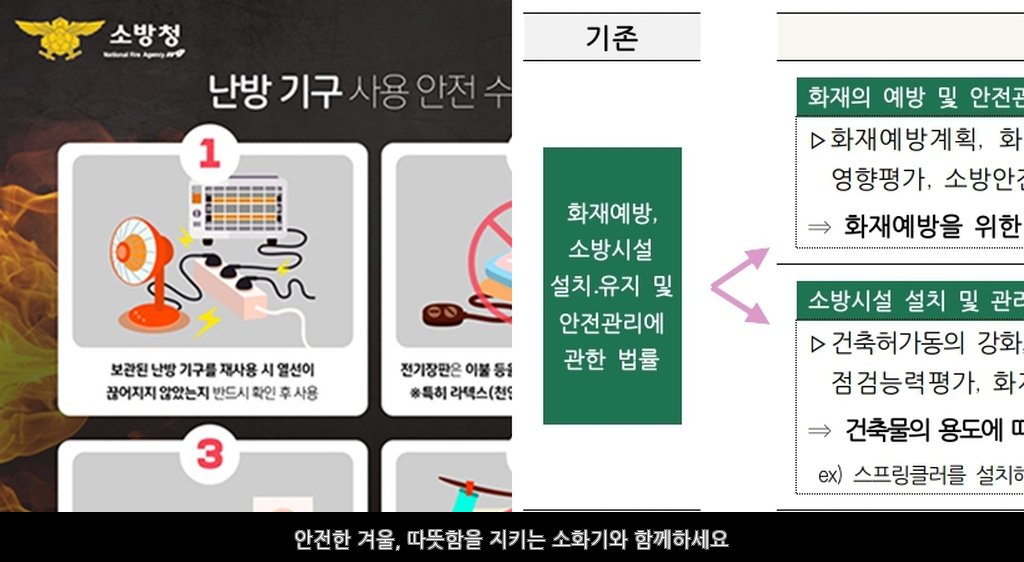 소방청
National Fire Agency
난방 기구 사용 안전 수
1
보관된 난방 기구를 재사용 시 열선이
끊어지지 않았는지 반드시 확인 후 사용
전기장판은 이불 등을
※특히 라텍스(천연
3
기존
화재예방,
소방시설
설치.유지 및
안전관리에
관한 법률
화재의 예방 및 안전관
▷화재예방계획, 화
영향평가, 소방안전
⇒ 화재예방을 위한
소방시설 설치 및 관리
▷건축허가동의 강화,
점검능력평가, 화재
⇒ 건축물의 용도에 따
ex) 스프링클러를 설치하
안전한 겨울, 따뜻함을 지키는 소화기와 함께하세요